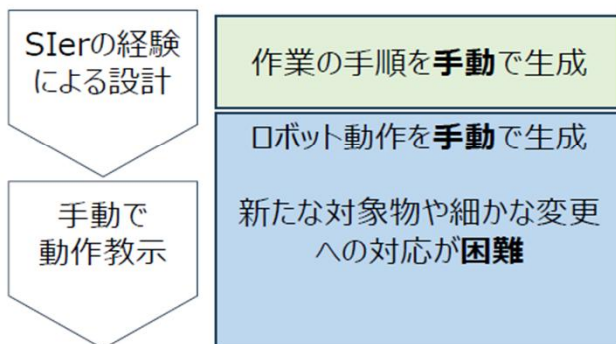 SIerの経験
による設計
作業の手順を手動で生成
ロボット動作を手動で生成
手動で
動作教示
新たな対象物や細かな変更
への対応が困難